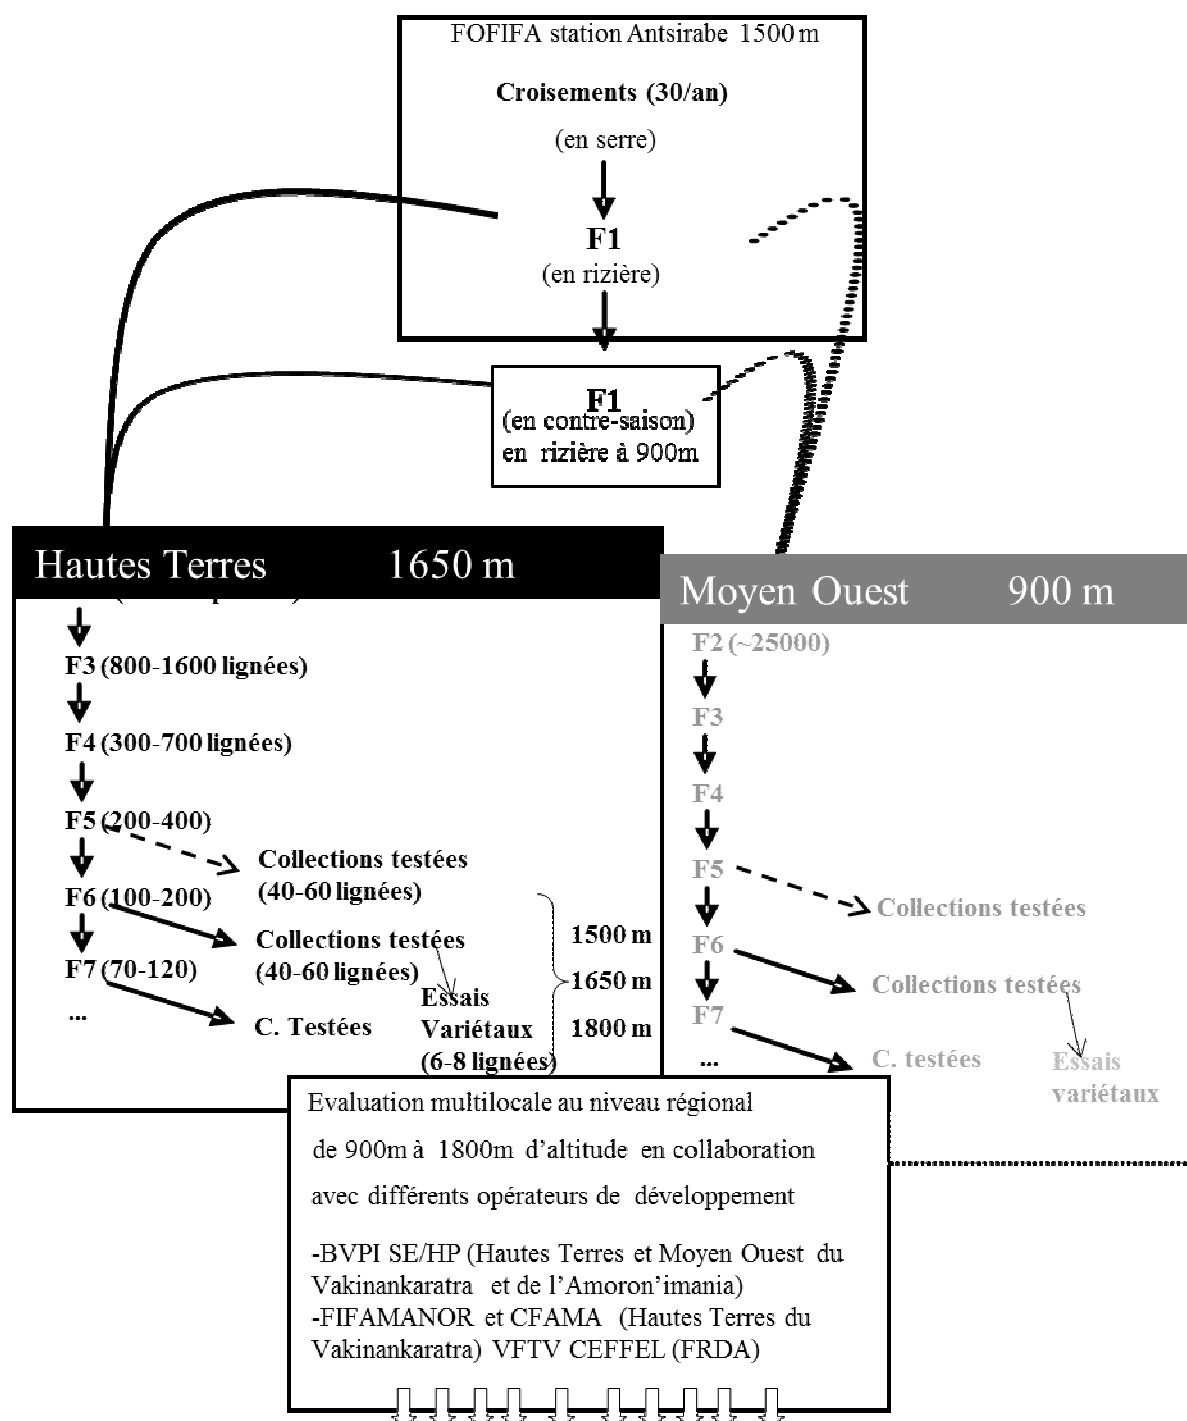 FOFIFA station Antsirabe 1500 m
Croisements (30/an)
(en serre)
F1
(en rizière)
F1
(en contre-saison)
en rizière à 900m
Hautes Terres 1650 m
F3 (800-1600 lignées)
F4 (300-700 lignées)
F5 (200-400)
Collections testées
(40-60 lignées)
F6 (100-200)
Collections testées
(40-60 lignées)
F7 (70-120)
...
C. Testées
Essais
Variétaux
(6-8 lignées)
1500 m
1650 m
1800 m
Moyen Ouest 900 m
F2 (~25000)
F3
F4
F5
Collections testées
F6
Collections testées
F7
...
C. testées
Essais
variétaux
Evaluation multilocale au niveau régional
de 900m à 1800m d'altitude en collaboration
avec différents opérateurs de développement
-BVPI SE/HP (Hautes Terres et Moyen Ouest du
Vakinankaratra et de l'Amoron'imania)
-FIFAMANOR et CFAMA (Hautes Terres du
Vakinankaratra) VFTV CEFFEL (FRDA)